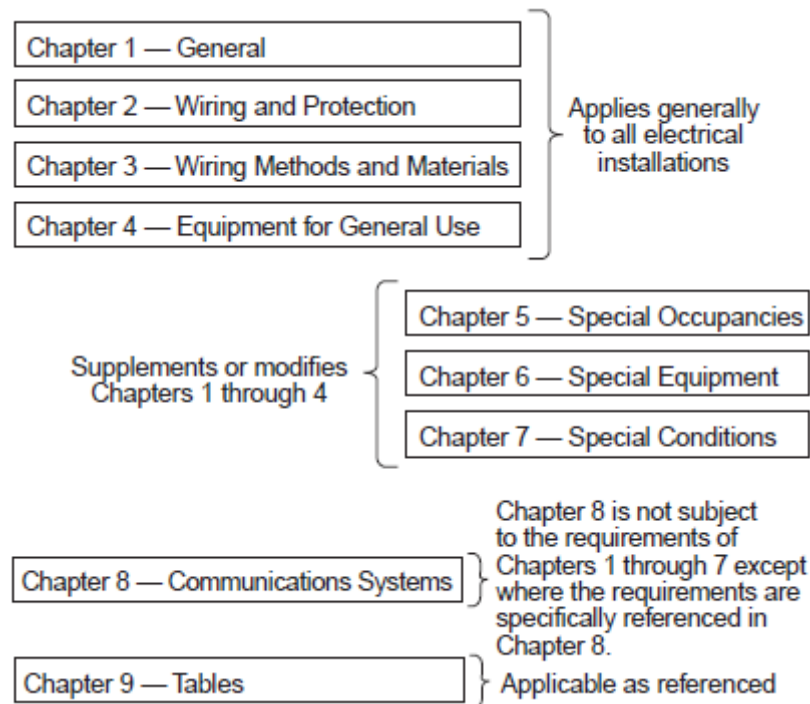 Chapter 1 — General
Chapter 2 — Wiring and Protection
Chapter 3 — Wiring Methods and Materials
Chapter 4 — Equipment for General Use
Applies generally
to all electrical
installations
Supplements or modifies
Chapters 1 through 4
Chapter 5 — Special Occupancies
Chapter 6 — Special Equipment
Chapter 7 — Special Conditions
Chapter 8 — Communications Systems
Chapter 8 is not subject
to the requirements of
Chapters 1 through 7 except
where the requirements are
specifically referenced in
Chapter 8.
Chapter 9 — Tables
Applicable as referenced